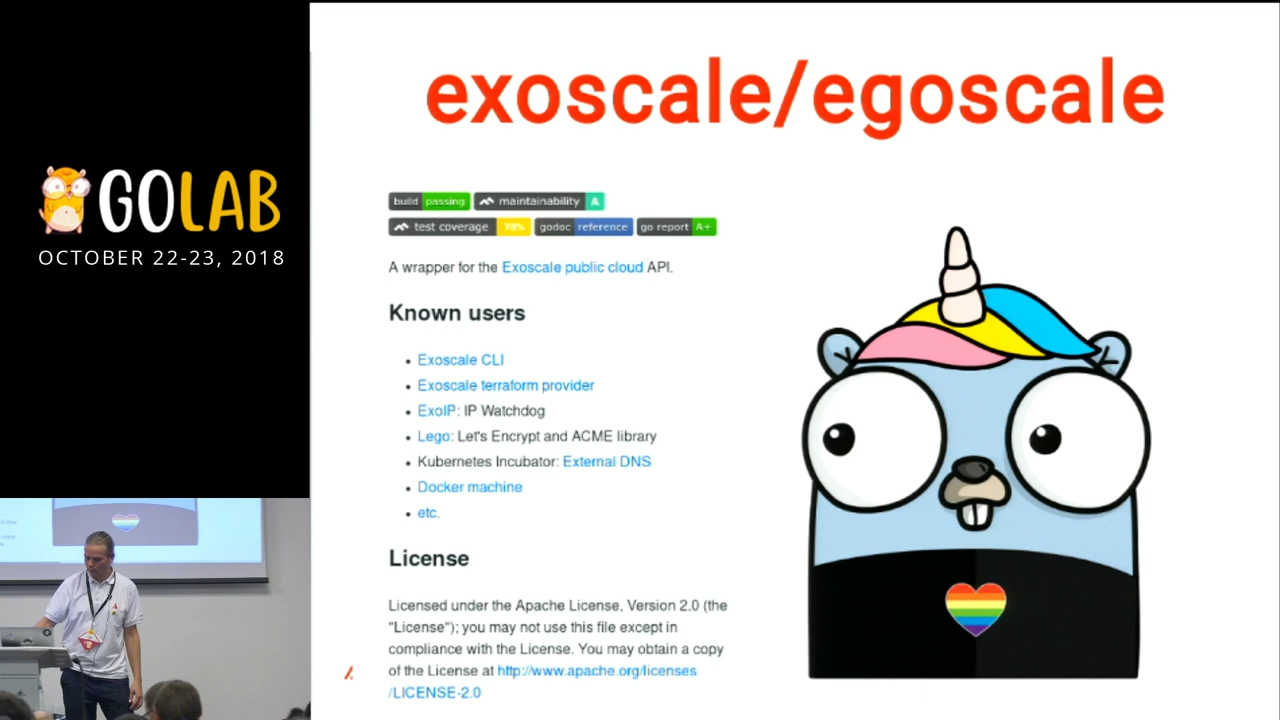 exoscale/egoscale
GOLAB
OCTOBER 22-23, 2018
build passing maintainability A
test coverage 78% godoc reference go report A+
A wrapper for the Exoscale public cloud API.
Known users
Exoscale CLI
Exoscale terraform provider
ExoIP: IP Watchdog
Lego: Let's Encrypt and ACME library
Kubernetes Incubator: External DNS
Docker machine
etc.
License
Licensed under the Apache License, Version 2.0 (the
"License"); you may not use this file except in
compliance with the License. You may obtain a copy
of the License at http://www.apache.org/licenses
/LICENSE-2.0